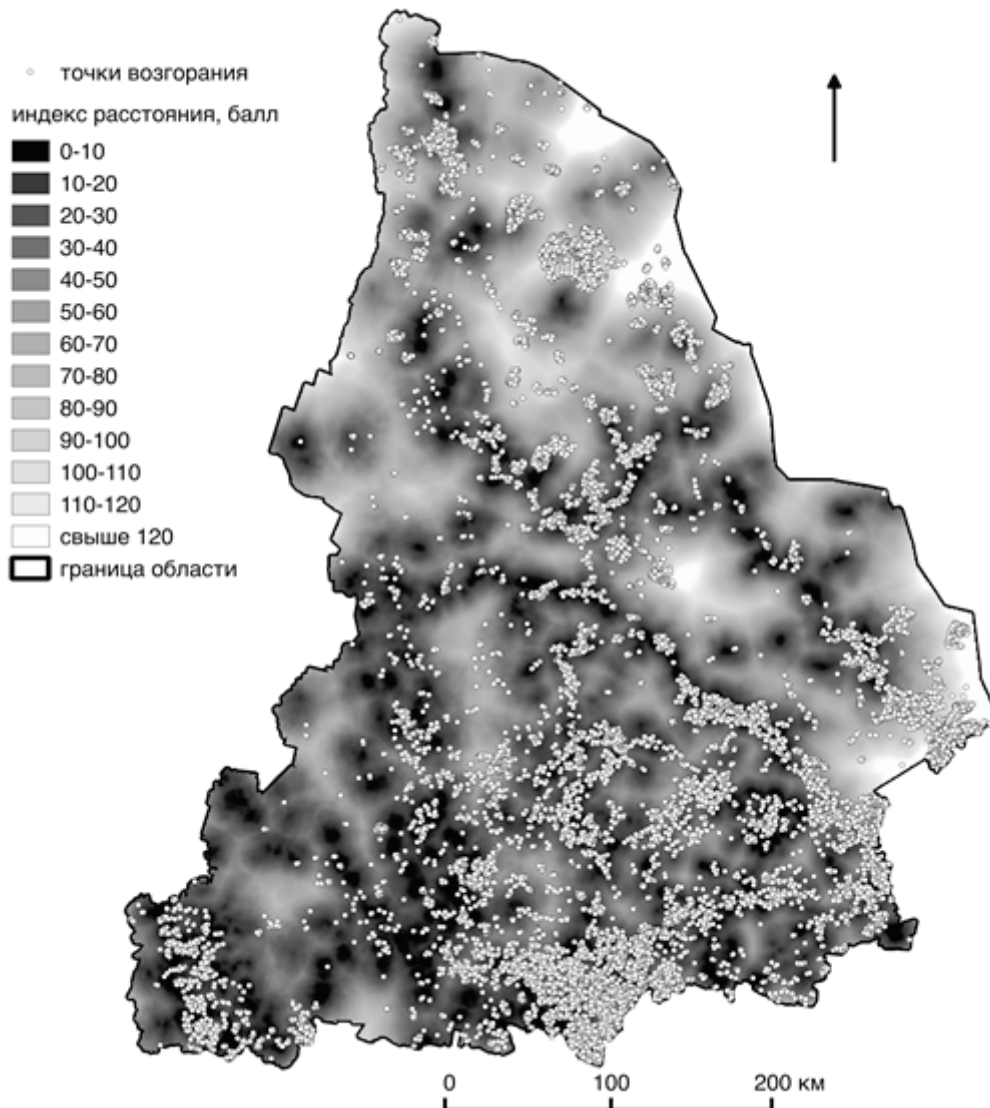 точки возгорания
индекс расстояния, балл
0-10
10-20
20-30
30-40
40-50
50-60
60-70
70-80
80-90
90-100
100-110
110-120
свыше 120
граница области
0 100 200 км